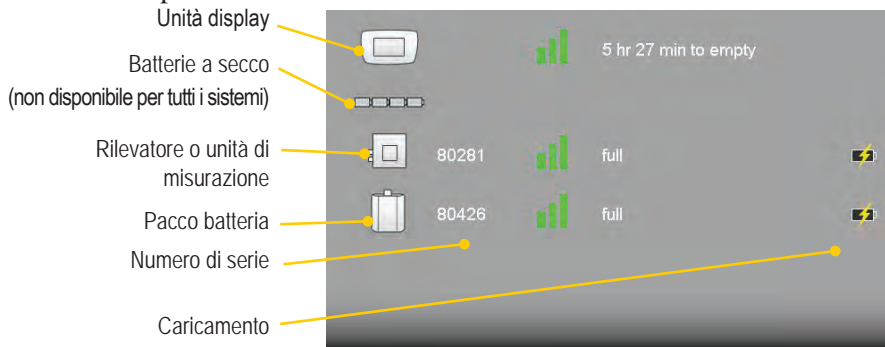 Unità display
5 hr 27 min to empty
Batterie a secco
(non disponibile per tutti i sistemi)
Rilevatore o unità di
misurazione
80281 full
Pacco batteria
80426 full
Numero di serie
Caricamento